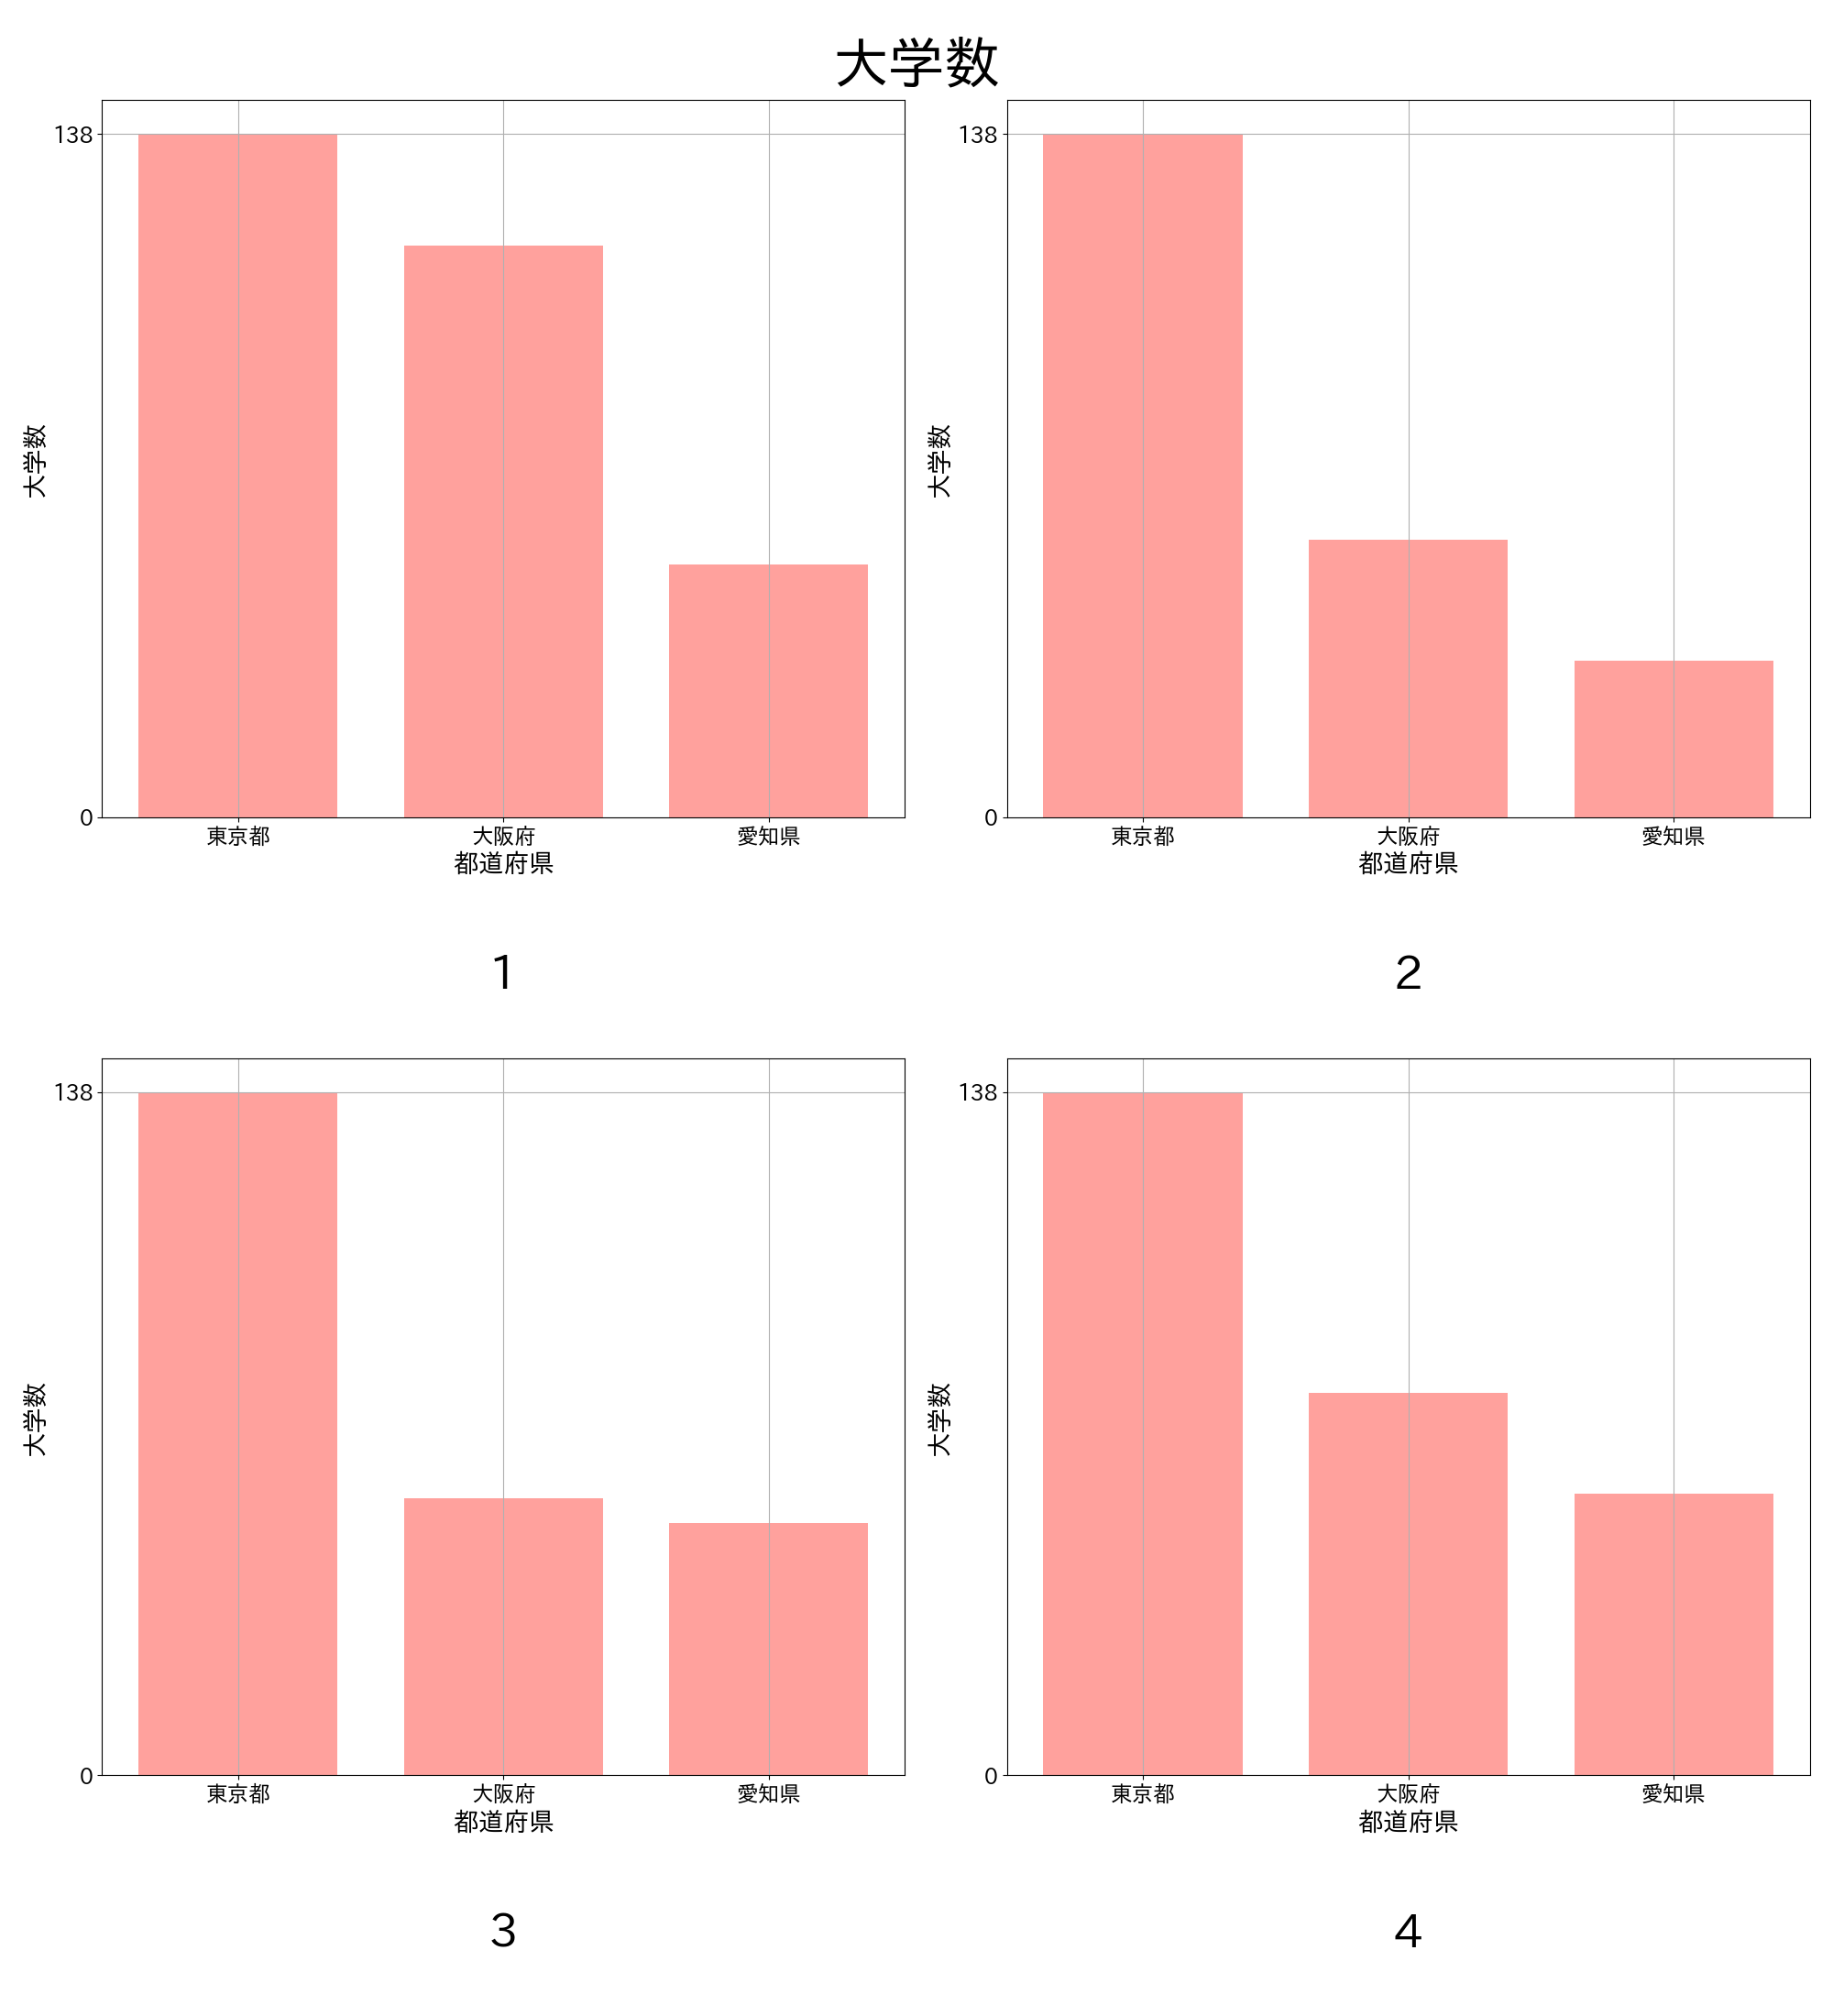 大学数
138
大学数
0
東京都 大阪府 愛知県
都道府県
1
138
大学数
0
東京都 大阪府 愛知県
都道府県
2
138
大学数
0
東京都 大阪府 愛知県
都道府県
3
138
大学数
0
東京都 大阪府 愛知県
都道府県
4